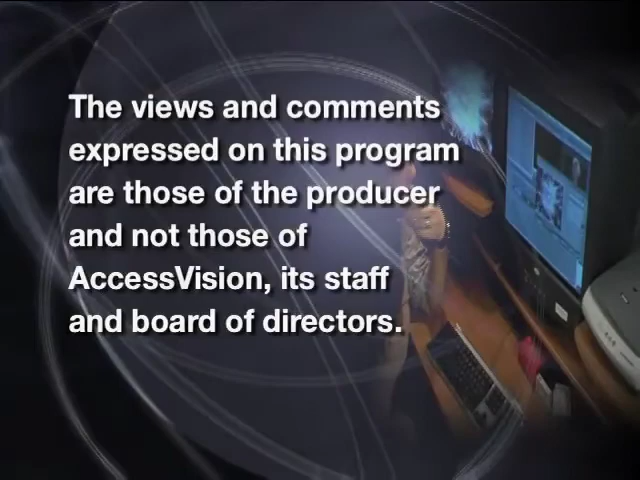 The views and comments
expressed on this program
are those of the producer
and not those of
AccessVision, its staff
and board of directors.